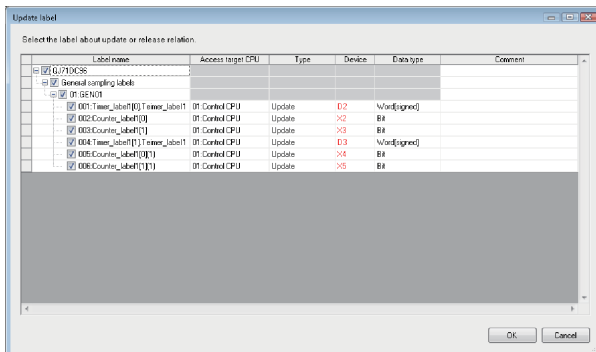 Update label
Select the label about update or release relation.
Label name Access target CPU Type Device Data type Comment
QJ71DC96
General sampling labels
01:GEN01
001:Timer_label1[0].Teimer_label1 01:Control CPU Update D2 Word[signed]
002:Counter_label1[0] 01:Control CPU Update X2 Bit
003:Counter_label1[1] 01:Control CPU Update X3 Bit
004:Timer_label1[1].Teimer_label1 01:Control CPU Update D3 Word[signed]
005:Counter_label1[0][1] 01:Control CPU Update X4 Bit
006:Counter_label1[1][1] 01:Control CPU Update X5 Bit
OK Cancel